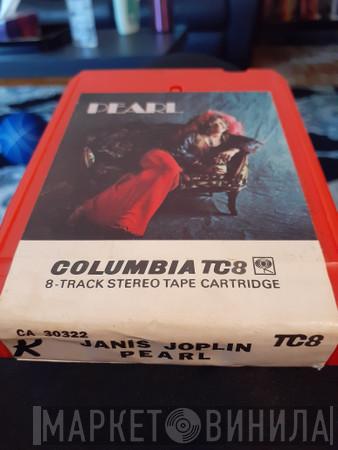 PEARL
COLUMBIA TC8
8-TRACK STEREO TAPE CARTRIDGE
CA 30322
K JANIS JOPLIN TC8
PEARL
МАРКЕТ ВИНИЛА